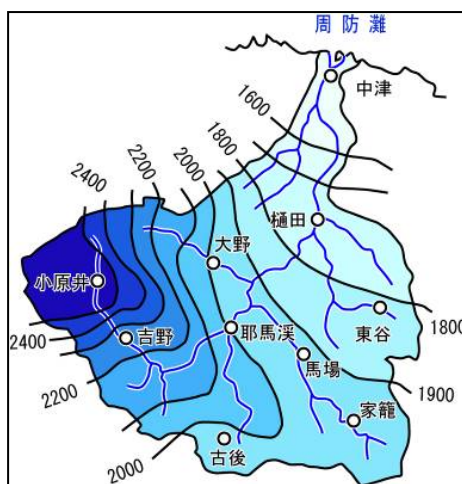 周防灘
中津
1600
1800
2000
2200
2400
樋田
大野
小原井
東谷
1800
吉野
耶馬渓
馬場
2400
2200
1900
家籠
古後
2000